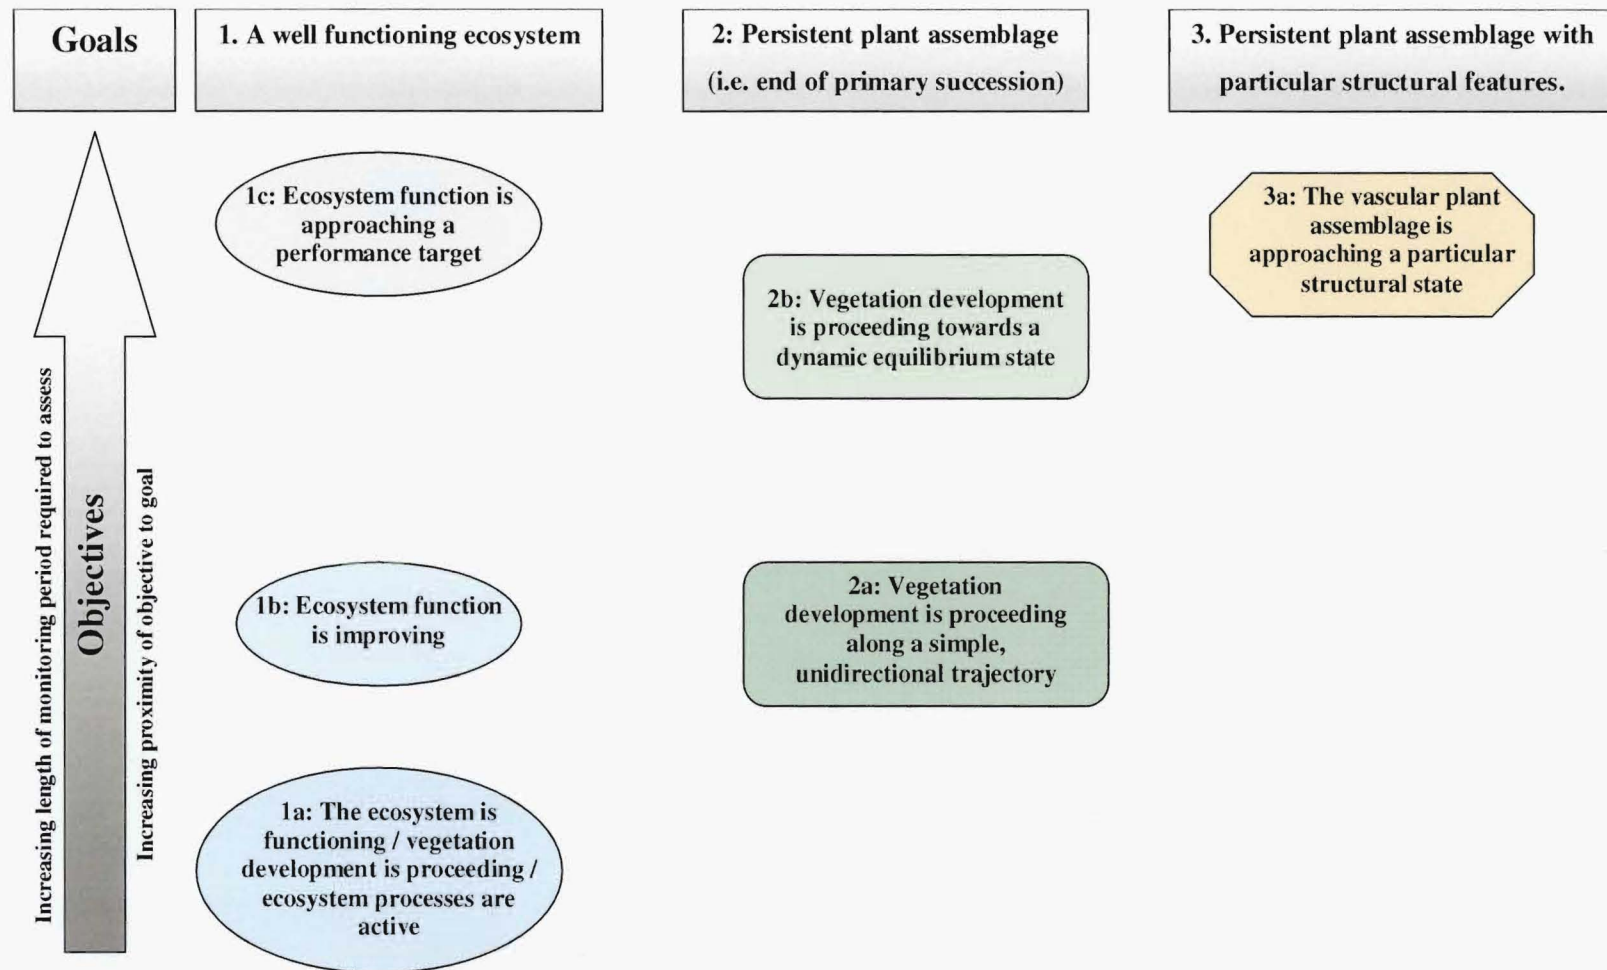 Goals
1. A well functioning ecosystem
2: Persistent plant assemblage
(i.e. end of primary succession)
3. Persistent plant assemblage with
particular structural features.
1c: Ecosystem function is
approaching a
performance target
3a: The vascular plant
assemblage is
approaching a particular
structural state
2b: Vegetation development
is proceeding towards a
dynamic equilibrium state
Increasing length of monitoring period required to assess
Objectives
Increasing proximity of objective to goal
1b: Ecosystem function
is improving
2a: Vegetation
development is proceeding
along a simple,
unidirectional trajectory
1a: The ecosystem is
functioning / vegetation
development is proceeding /
ecosystem processes are
active